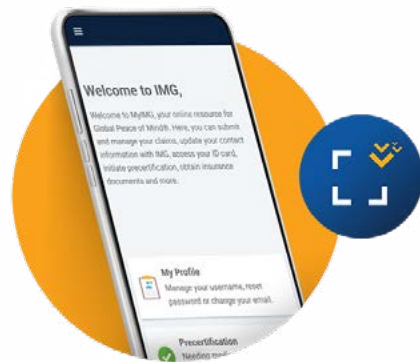 Welcome to IMG,
Welcome to MyIMG, your online resource for
Global Peace of Mind®. Here, you can submit
and manage your claims, update your contact
information with IMG, access your ID card,
initiate precertification, obtain insurance
documents and more.
My Profile
Manage your username, reset
password or change your email.
Precertification
Needing